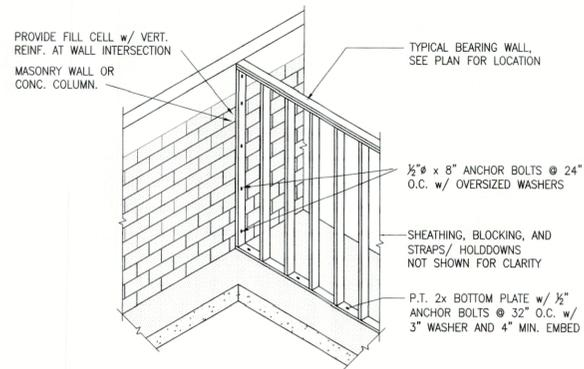 PROVIDE FILL CELL w/ VERT.
REINF. AT WALL INTERSECTION
MASONRY WALL OR
CONC. COLUMN.
TYPICAL BEARING WALL,
SEE PLAN FOR LOCATION
½"ø x 8" ANCHOR BOLTS @ 24"
O.C. w/ OVERSIZED WASHERS
SHEATHING, BLOCKING, AND
STRAPS/ HOLDDOWNS
NOT SHOWN FOR CLARITY
P.T. 2x BOTTOM PLATE w/ ½"
ANCHOR BOLTS @ 32" O.C. w/
3" WASHER AND 4" MIN. EMBED